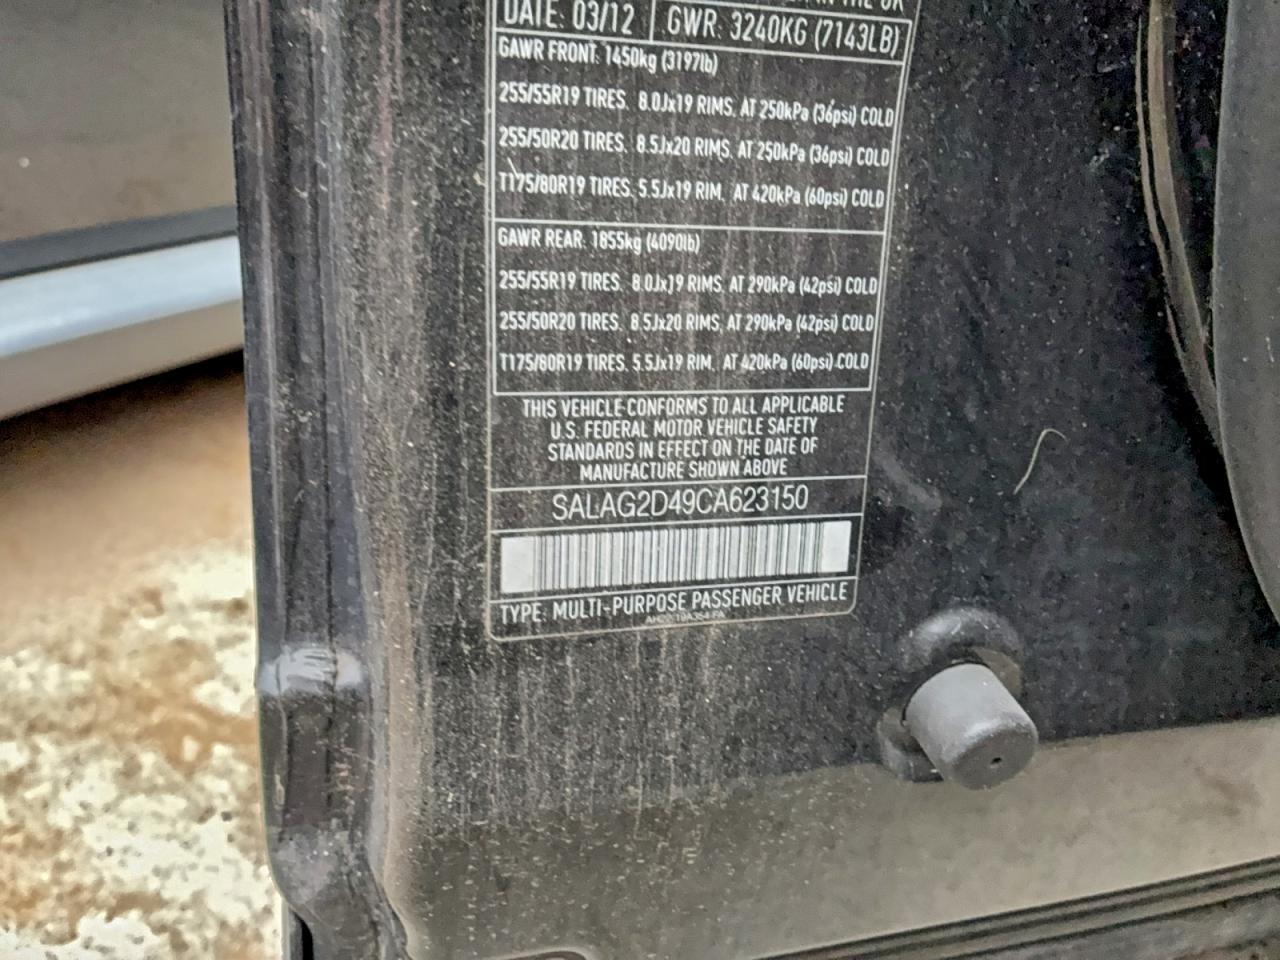 IN THE UK
DATE: 03/12 GWR: 3240KG (7143LB)
GAWR FRONT: 1450kg (3197lb)
255/55R19 TIRES. 8.0Jx19 RIMS. AT 250kPa (36psi) COLD
255/50R20 TIRES. 8.5Jx20 RIMS. AT 250kPa (36psi) COLD
T175/80R19 TIRES. 5.5Jx19 RIM. AT 420kPa (60psi) COLD
GAWR REAR: 1855kg (4090lb)
255/55R19 TIRES. 8.0Jx19 RIMS. AT 290kPa (42psi) COLD
255/50R20 TIRES. 8.5Jx20 RIMS. AT 290kPa (42psi) COLD
T175/80R19 TIRES. 5.5Jx19 RIM. AT 420kPa (60psi) COLD
THIS VEHICLE CONFORMS TO ALL APPLICABLE
U.S. FEDERAL MOTOR VEHICLE SAFETY
STANDARDS IN EFFECT ON THE DATE OF
MANUFACTURE SHOWN ABOVE
SALAG2D49CA623150
TYPE: MULTI-PURPOSE PASSENGER VEHICLE